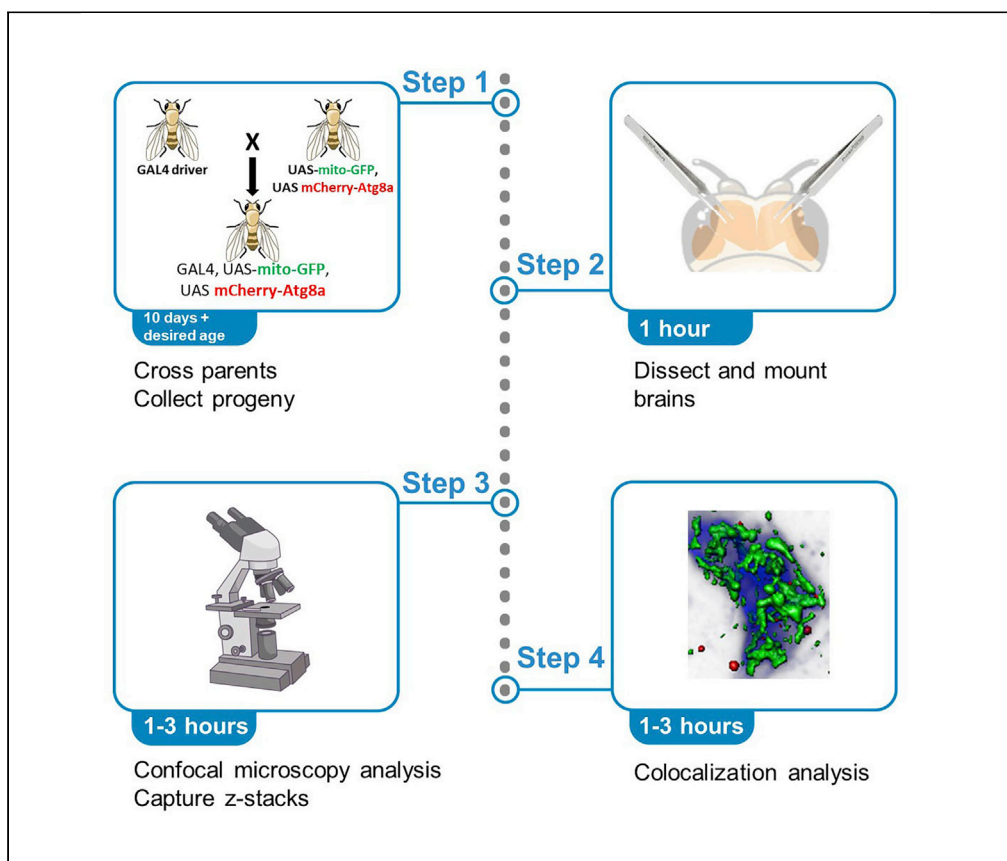 Step 1
GAL4 driver
X
UAS-mito-GFP,
UAS mCherry-Atg8a
GAL4, UAS-mito-GFP,
UAS mCherry-Atg8a
10 days +
desired age
Cross parents
Collect progeny
Step 2
1 hour
Dissect and mount
brains
Step 3
1-3 hours
Confocal microscopy analysis
Capture z-stacks
Step 4
1-3 hours
Colocalization analysis